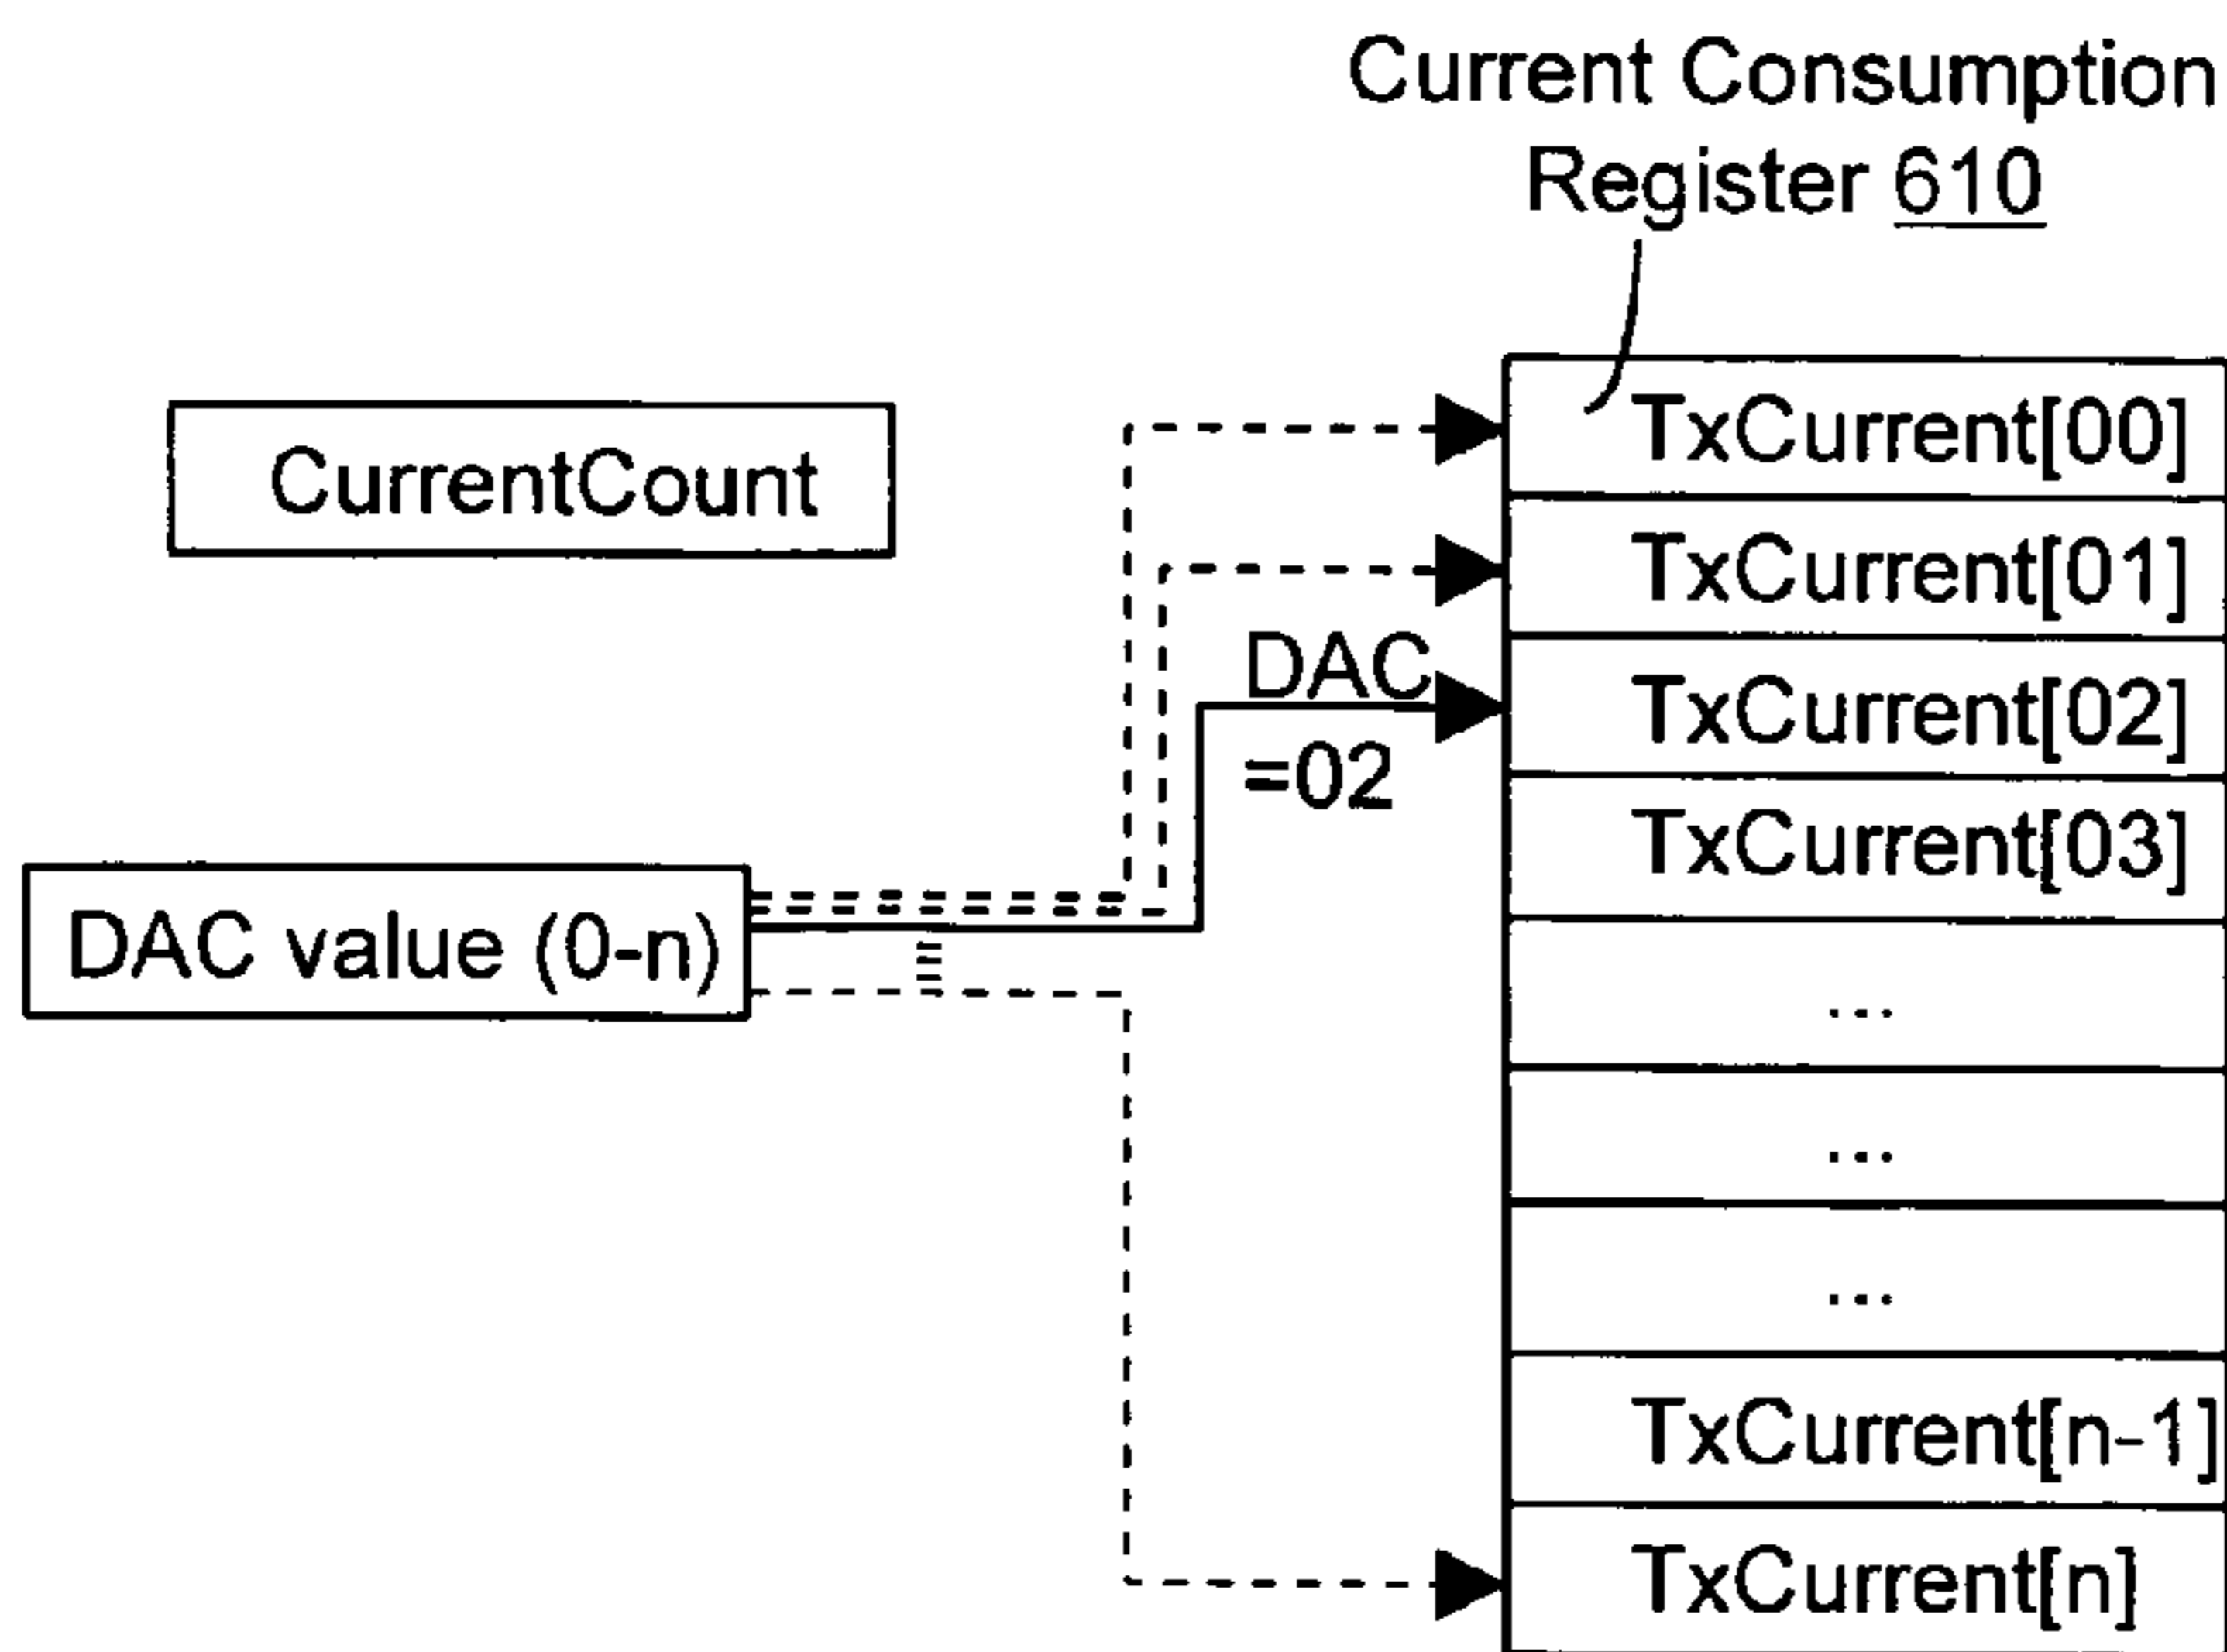 Current Consumption
Register 610
CurrentCount
DAC value (0-n)
DAC
=02
TxCurrent[00]
TxCurrent[01]
TxCurrent[02]
TxCurrent[03]
...
...
...
TxCurrent[n-1]
TxCurrent[n]